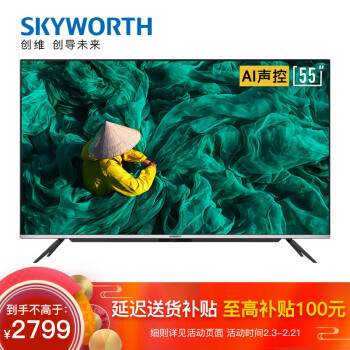 SKYWORTH
创维 创导未来
AI声控
55"
SKYWORTH
到手不高于:
¥2799
延迟送货补贴 至高补贴100元
细则详见活动页面 活动时间2.3-2.21